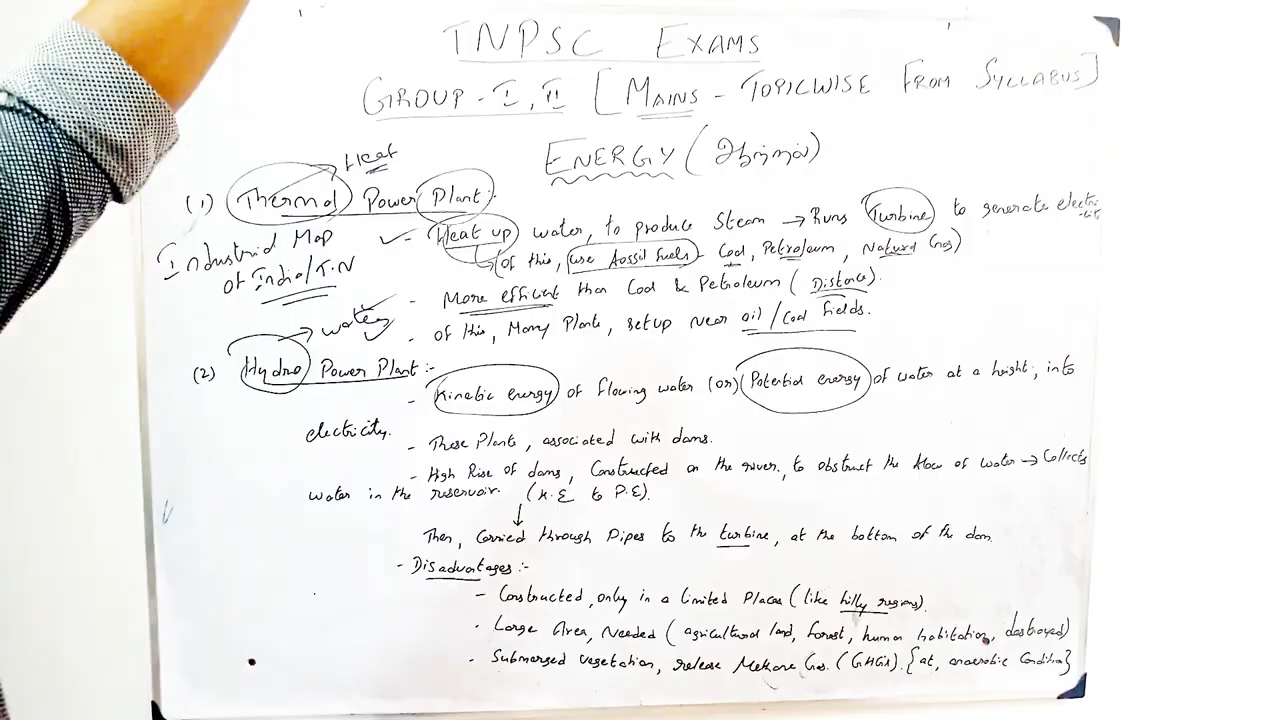 TNPSC EXAMS
GROUP - I, II [MAINS - TOPICWISE FROM SYLLABUS]
ENERGY (ஆற்றல்)
(1) Thermal Power Plant :-
→ Heat
Industrial Map of India/T.N
✓ - Heat up water, to produce Steam → Runs Turbine to generate electricity
(of this, use fossil fuels - Coal, Petroleum, Natural Gas)
- More efficient than Coal & Petroleum (Distance).
- of this, Many Plants, setup near oil / Coal fields.
(2) Hydro Power Plant :-
→ water
- Kinetic energy of flowing water (or) Potential energy of water at a height, into
electricity.
- These Plants, associated with dams.
- High Rise of dams, Constructed on the river, to obstruct the flow of water → Collects
water in the reservoir. (K.E to P.E).
↓
Then, Carried through Pipes to the turbine, at the bottom of the dam.
- Disadvantages :-
- Constructed, only in a limited Places (like hilly regions).
- Large Area, Needed (agricultural land, forest, human habitation, destroyed)
- Submerged vegetation, release Methane Gas. (GHGs). {at, anaerobic Condition}